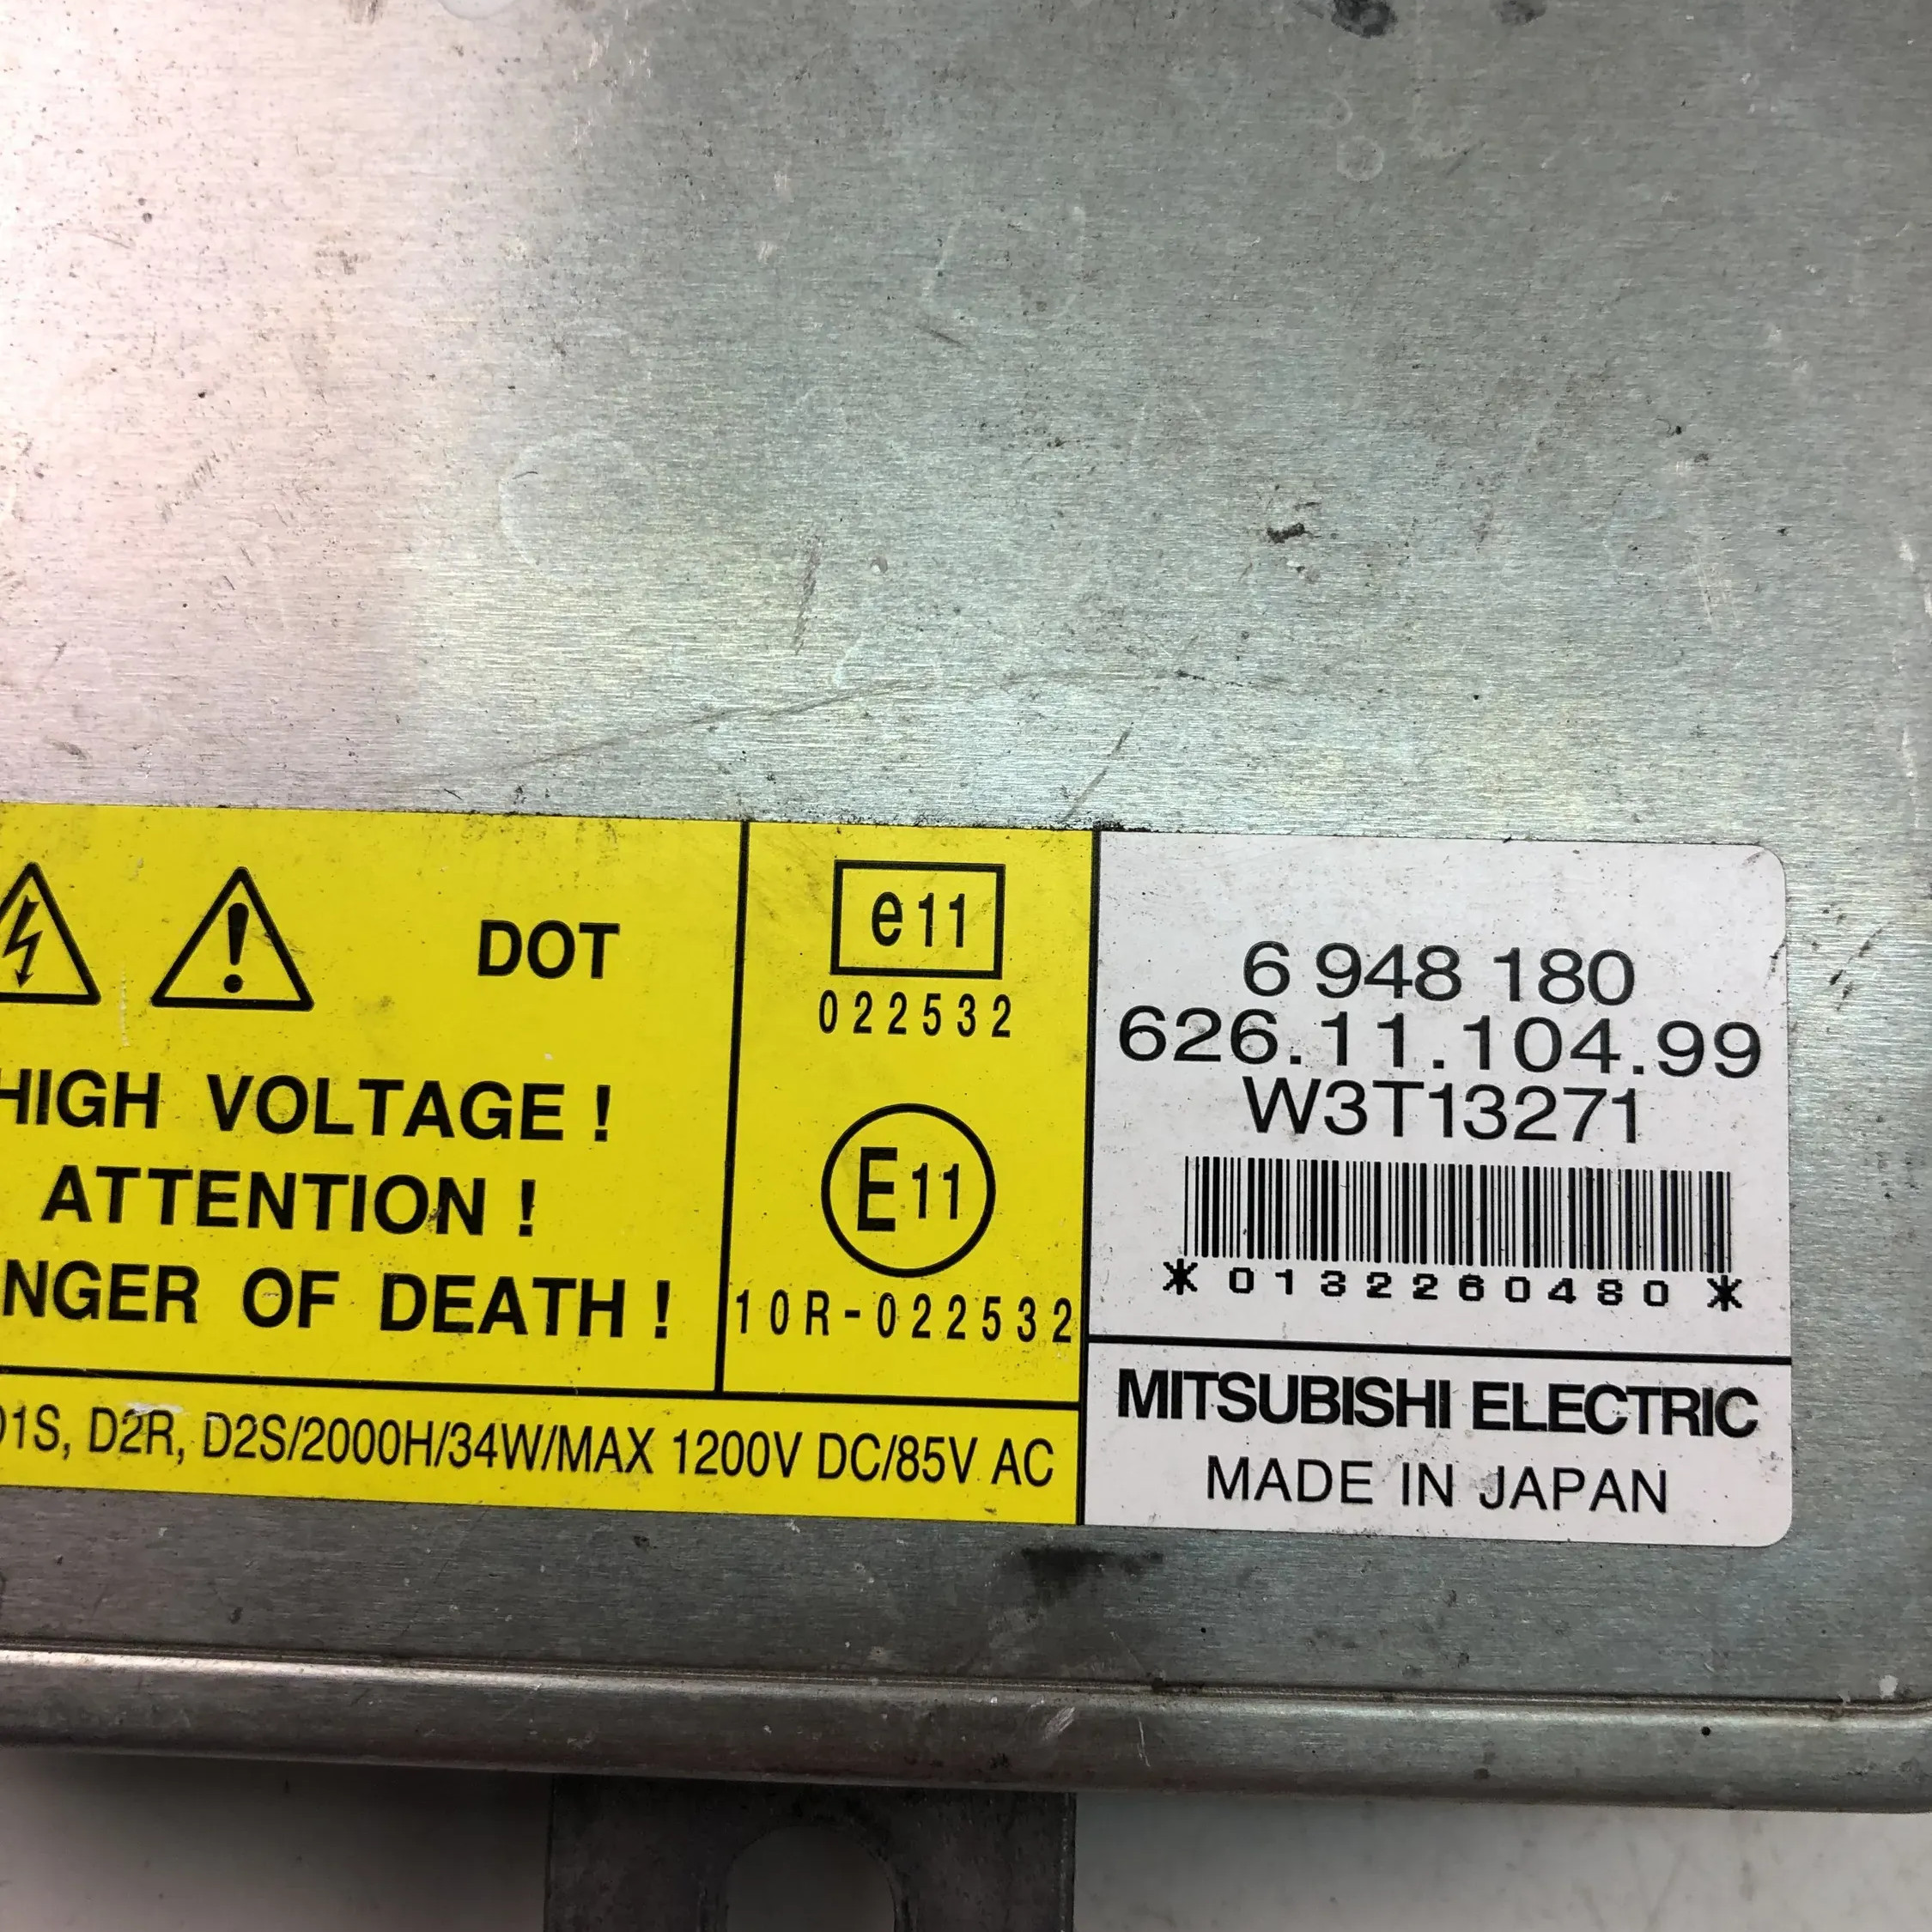 DOT
HIGH VOLTAGE !
ATTENTION !
NGER OF DEATH !
D1S, D2R, D2S/2000H/34W/MAX 1200V DC/85V AC
e11
022532
E11
10R-022532
6 948 180
626.11.104.99
W3T13271
* 0132260480 *
MITSUBISHI ELECTRIC
MADE IN JAPAN